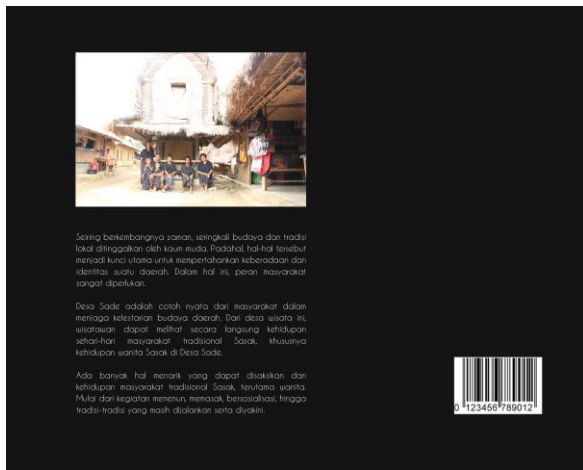 Seiring berkembangnya zaman, seringkali budaya dan tradisi
lokal ditinggalkan oleh kaum muda. Padahal, hal-hal tersebut
menjadi kunci utama untuk mempertahankan keberadaan dan
identitas suatu daerah. Dalam hal ini, peran masyarakat
sangat diperlukan.
Desa Sade adalah cotoh nyata dari masyarakat dalam
menjaga kelestarian budaya daerah. Dari desa wisata ini,
wisatawan dapat melihat secara langsung kehidupan
sehari-hari masyarakat tradisional Sasak, khususnya
kehidupan wanita Sasak di Desa Sade.
Ada banyak hal menarik yang dapat disaksikan dari
kehidupan masyarakat tradisional Sasak, terutama wanita.
Mulai dari kegiatan menenun, memasak, bersosialisasi, hingga
tradisi-tradisi yang masih dijalankan serta diyakini.
0 123456 789012